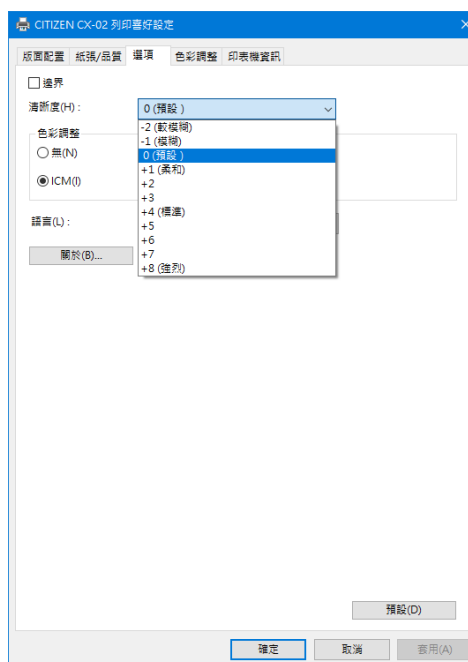 CITIZEN CX-02 列印喜好設定
版面配置 紙張/品質 選項 色彩調整 印表機資訊
邊界
清晰度(H) : 0 (預設 )
-2 (較模糊)
-1 (模糊)
0 (預設 )
+1 (柔和)
+2
+3
+4 (標準)
+5
+6
+7
+8 (強烈)
色彩調整
無(N)
ICM(I)
語言(L) :
關於(B)...
預設(D)
確定 取消 套用(A)